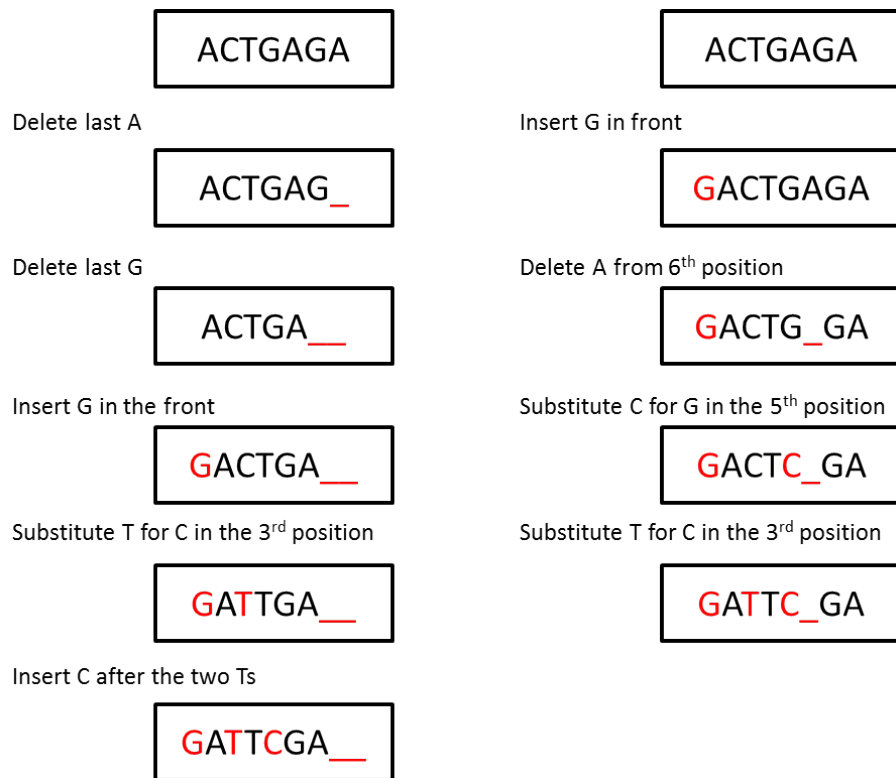 ACTGAGA
Delete last A
ACTGAG_
Delete last G
ACTGA__
Insert G in the front
GACTGA__
Substitute T for C in the 3rd position
GATTGA__
Insert C after the two Ts
GATTCGA__
ACTGAGA
Insert G in front
GACTGAGA
Delete A from 6th position
GACTG_GA
Substitute C for G in the 5th position
GACTC_GA
Substitute T for C in the 3rd position
GATTC_GA